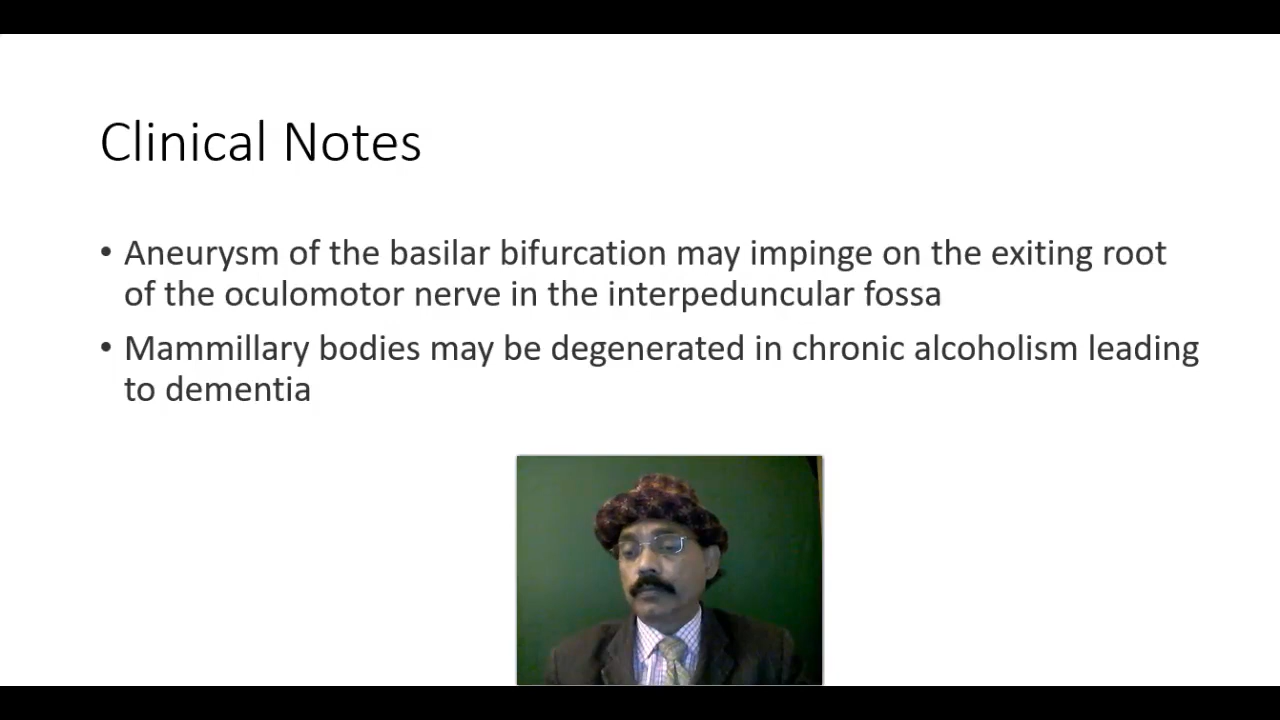 Clinical Notes
• Aneurysm of the basilar bifurcation may impinge on the exiting root
of the oculomotor nerve in the interpeduncular fossa
• Mammillary bodies may be degenerated in chronic alcoholism leading
to dementia